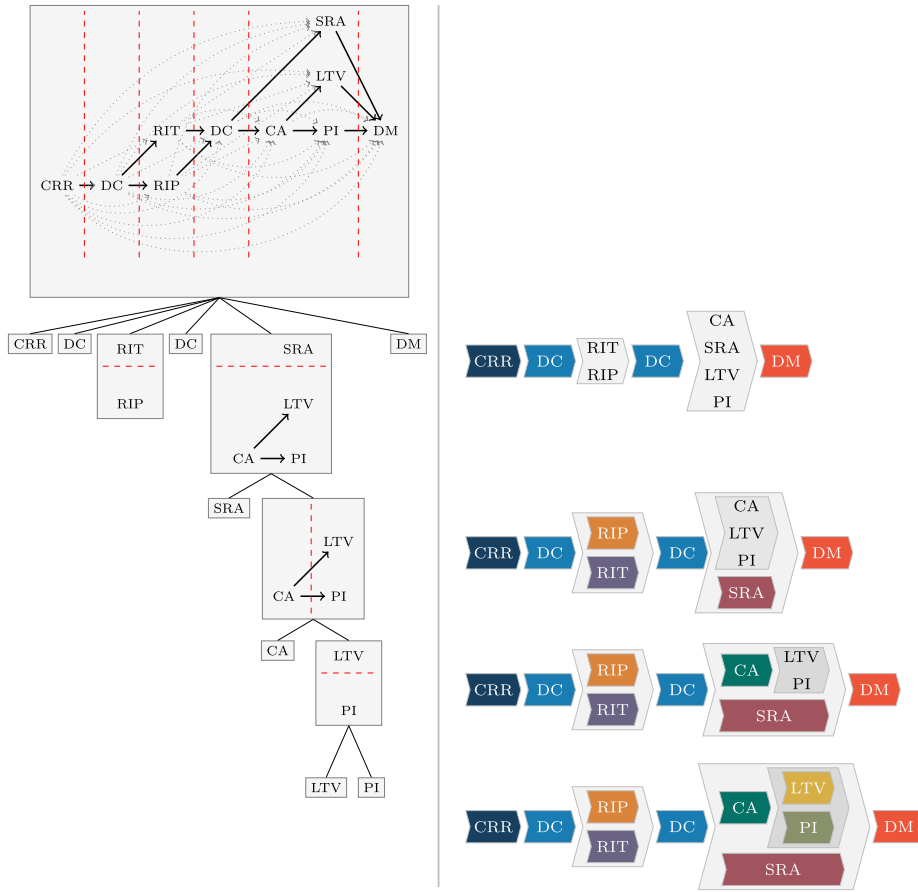 SRA
LTV
RIT DC CA PI DM
CRR DC RIP
CRR DC RIT DC SRA DM
RIP LTV
CA PI
SRA
LTV
CA PI
CA LTV
PI
LTV PI
CA
RIT SRA
CRR DC DC DM
RIP LTV
PI
CA
RIP LTV
CRR DC DC PI DM
RIT SRA
LTV
RIP CA PI
CRR DC DC DM
RIT SRA
LTV
RIP CA
CRR DC DC PI DM
RIT
SRA